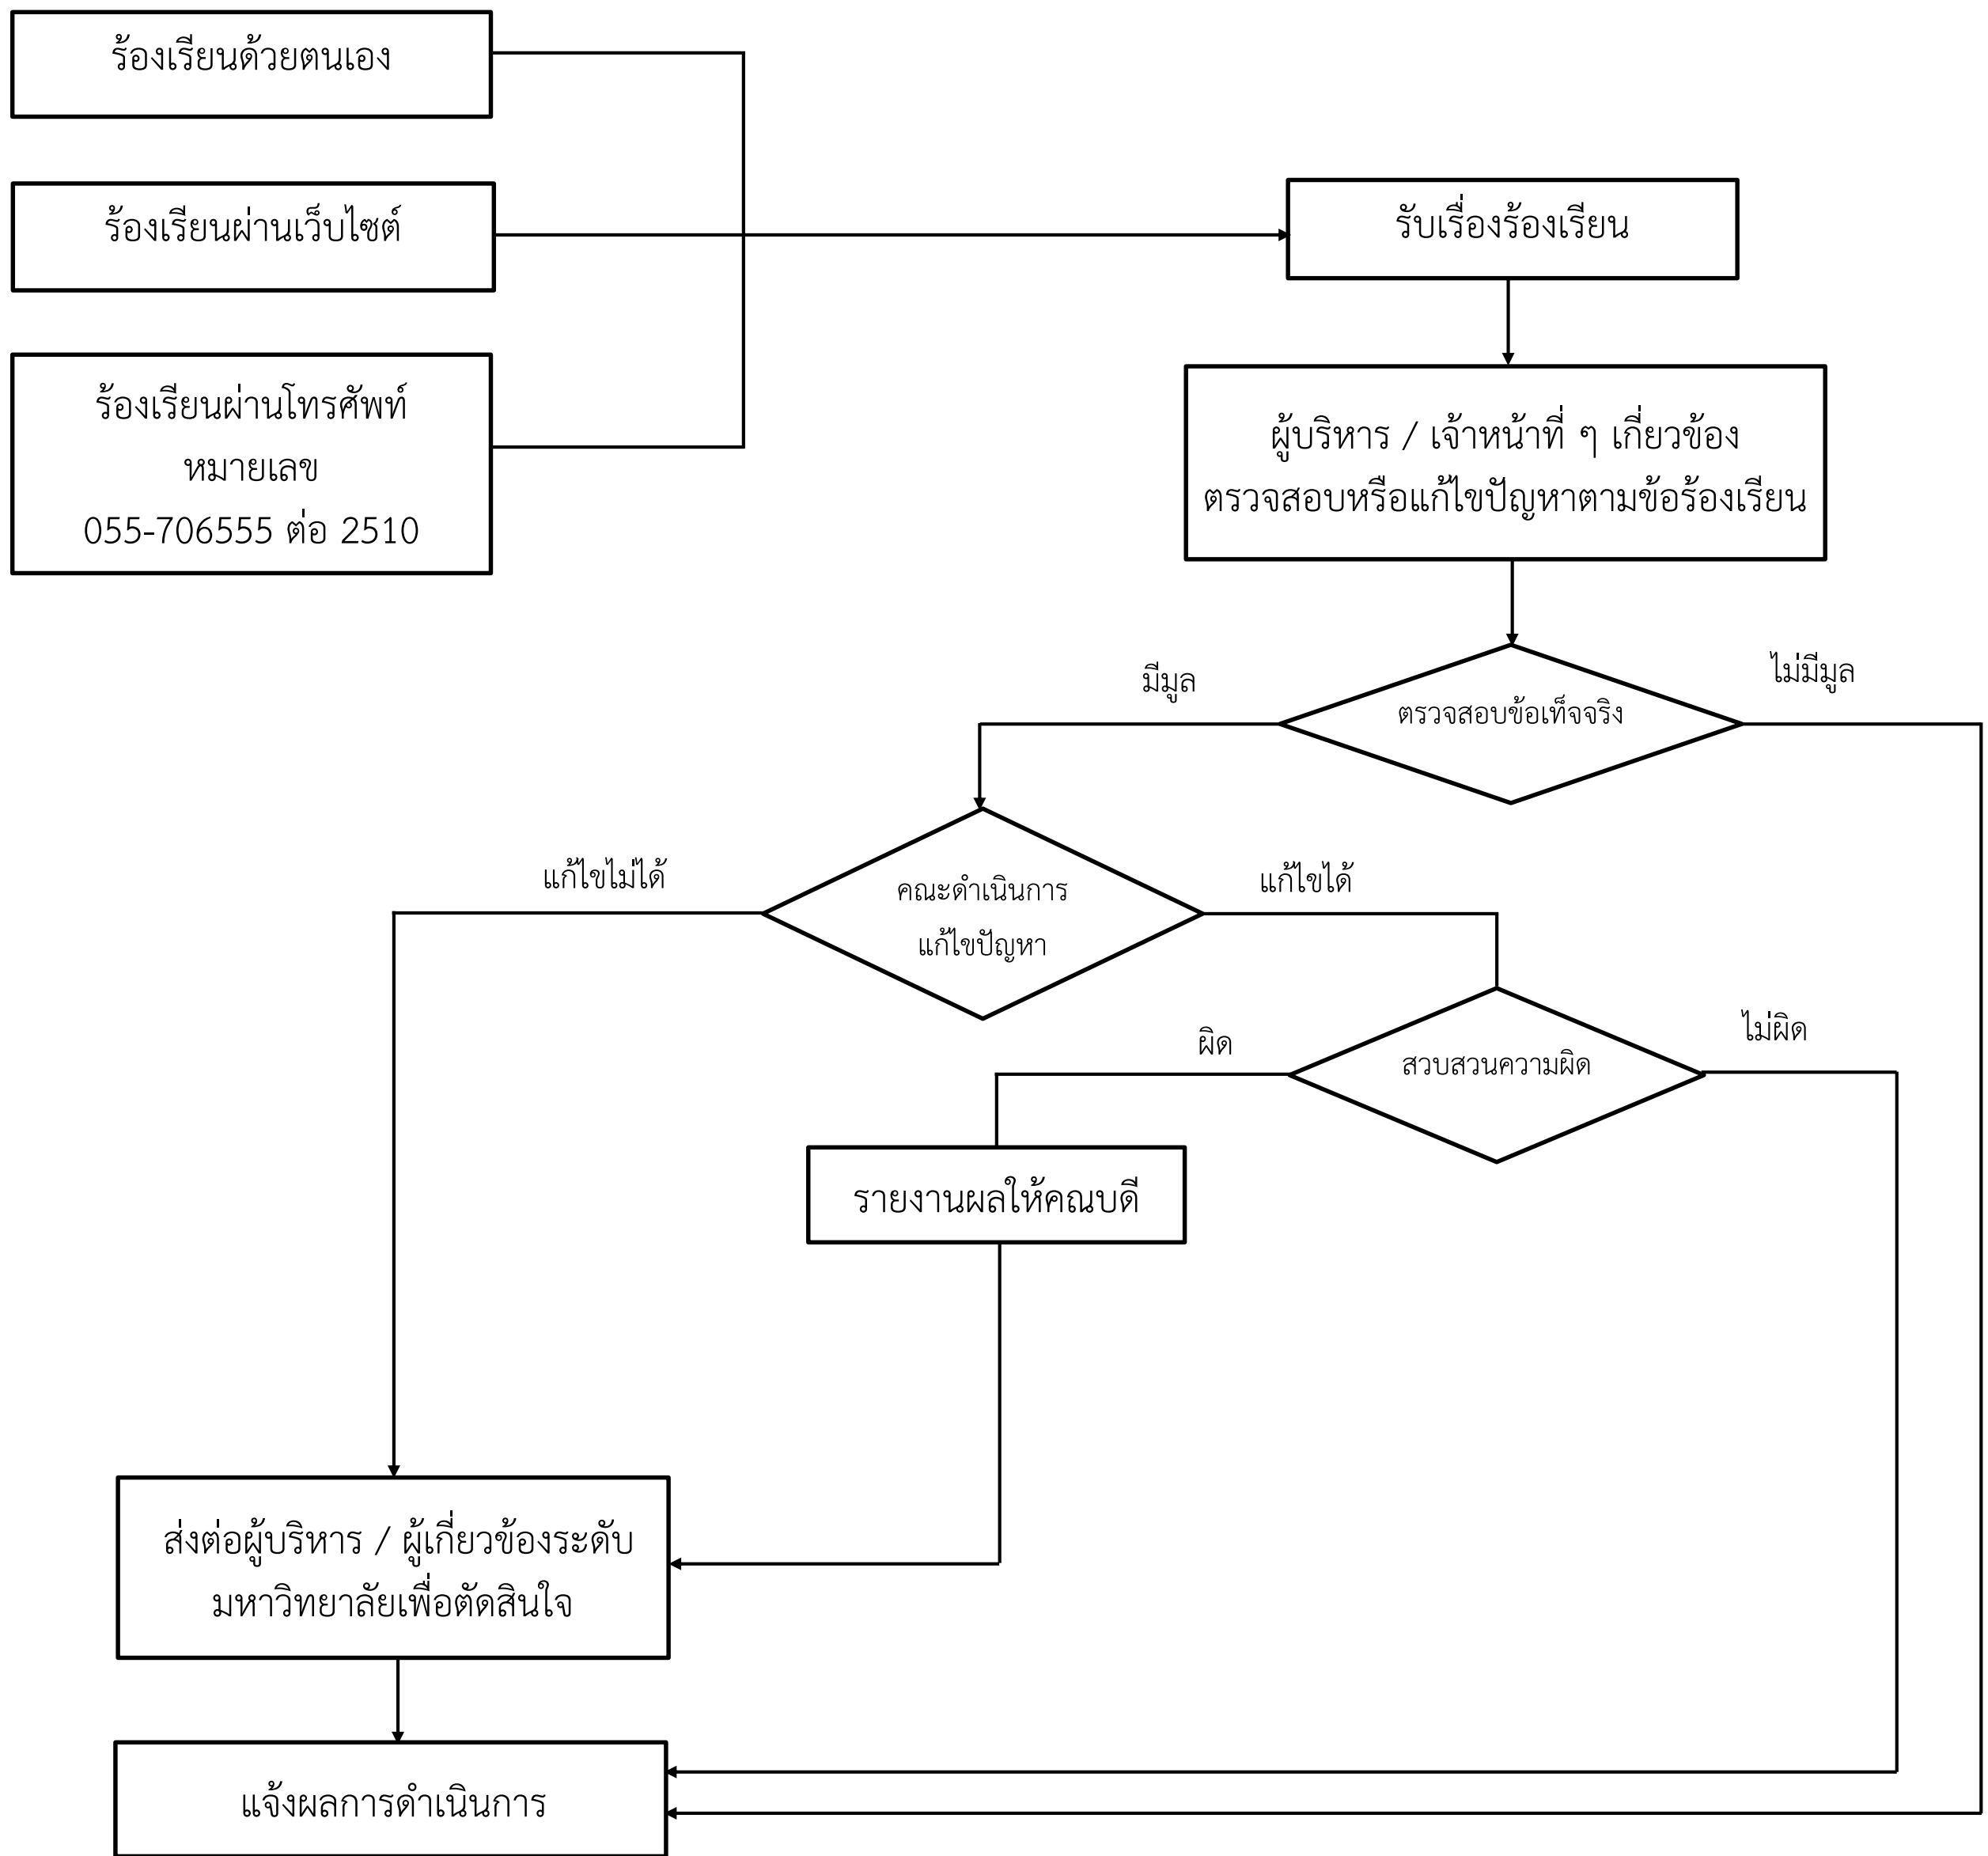 ร้องเรียนด้วยตนเอง
ร้องเรียนผ่านเว็บไซต์
รับเรื่องร้องเรียน
ร้องเรียนผ่านโทรศัพท์
หมายเลข
055-706555 ต่อ 2510
ผู้บริหาร / เจ้าหน้าที่ ๆ เกี่ยวข้อง
ตรวจสอบหรือแก้ไขปัญหาตามข้อร้องเรียน
มีมูล
ไม่มีมูล
ตรวจสอบข้อเท็จจริง
แก้ไขไม่ได้
แก้ไขได้
คณะดำเนินการ
แก้ไขปัญหา
ผิด
ไม่ผิด
สวบสวนความผิด
รายงานผลให้คณบดี
ส่งต่อผู้บริหาร / ผู้เกี่ยวข้องระดับ
มหาวิทยาลัยเพื่อตัดสินใจ
แจ้งผลการดำเนินการ